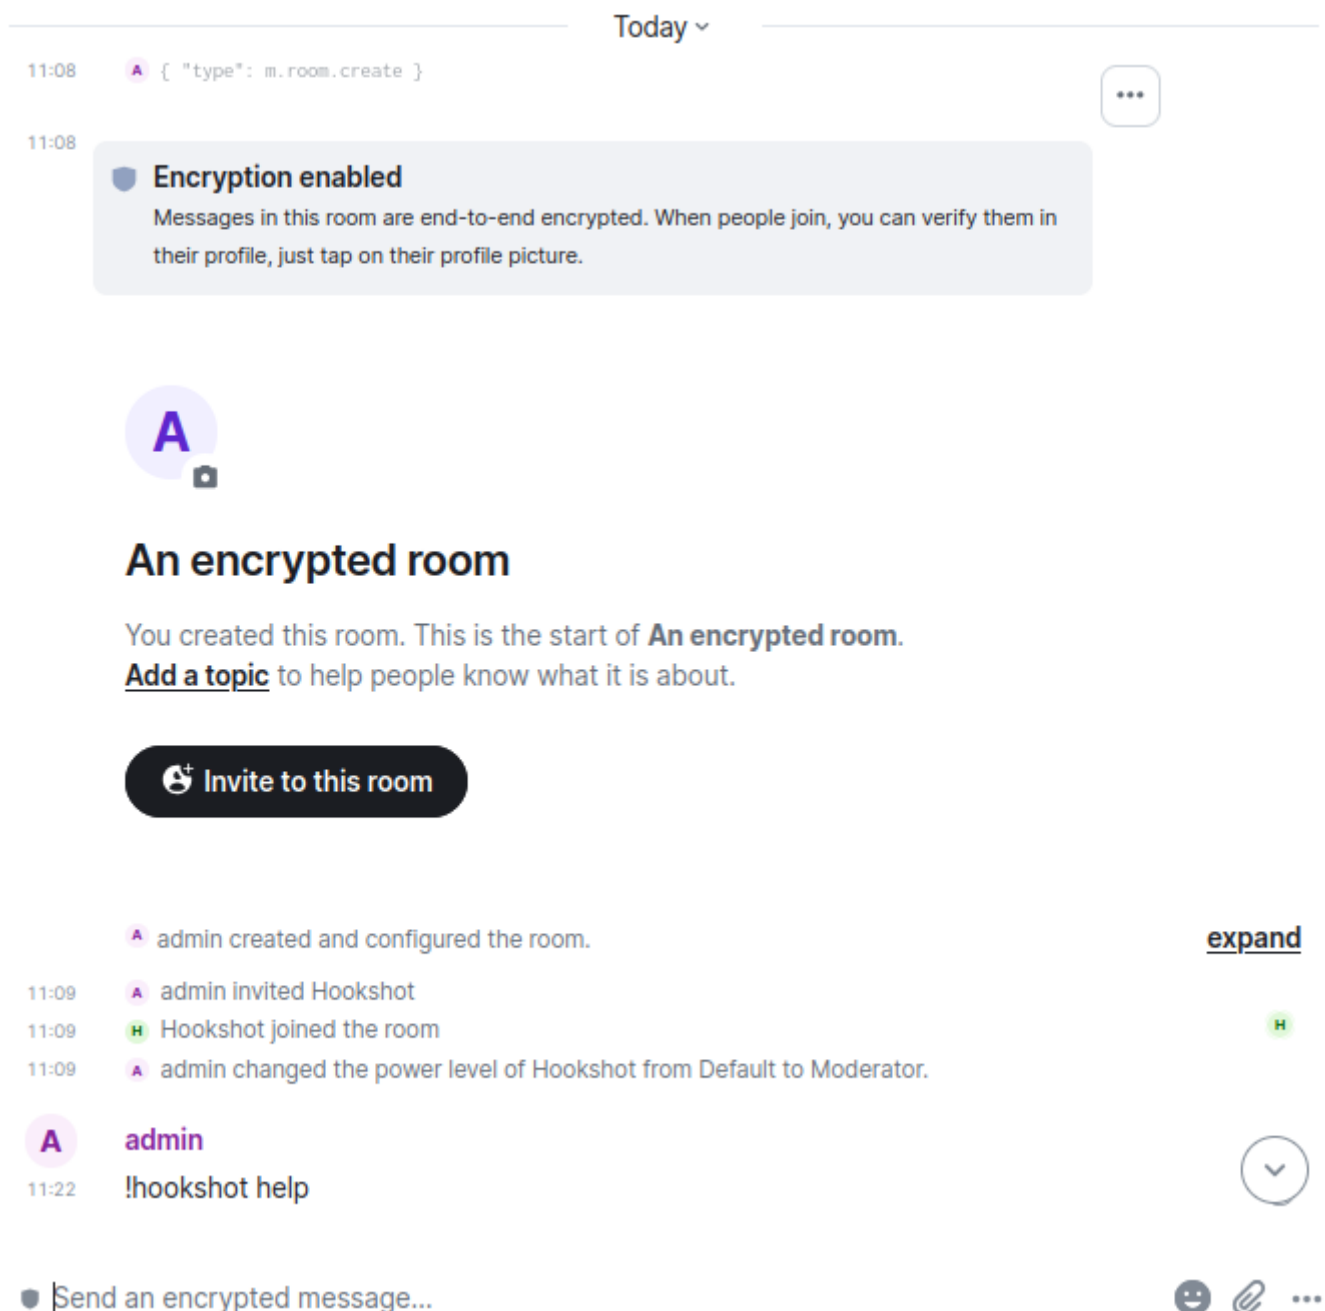 Today
11:08 A { "type": m.room.create }
11:08
Encryption enabled
Messages in this room are end-to-end encrypted. When people join, you can verify them in
their profile, just tap on their profile picture.
A
An encrypted room
You created this room. This is the start of An encrypted room.
Add a topic to help people know what it is about.
Invite to this room
A admin created and configured the room. expand
11:09 A admin invited Hookshot
11:09 H Hookshot joined the room H
11:09 A admin changed the power level of Hookshot from Default to Moderator.
A admin
11:22 !hookshot help
Send an encrypted message...